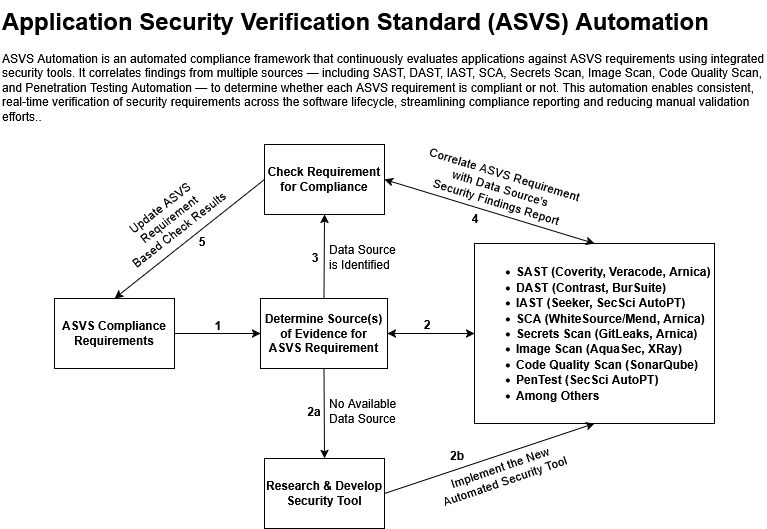 Application Security Verification Standard (ASVS) Automation
ASVS Automation is an automated compliance framework that continuously evaluates applications against ASVS requirements using integrated
security tools. It correlates findings from multiple sources — including SAST, DAST, IAST, SCA, Secrets Scan, Image Scan, Code Quality Scan,
and Penetration Testing Automation — to determine whether each ASVS requirement is compliant or not. This automation enables consistent,
real-time verification of security requirements across the software lifecycle, streamlining compliance reporting and reducing manual validation
efforts..
Check Requirement
for Compliance
Correlate ASVS Requirement
with Data Source's
Security Findings Report
4
Update ASVS
Requirement
Based Check Results
5
3
Data Source
is Identified
ASVS Compliance
Requirements
1
Determine Source(s)
of Evidence for
ASVS Requirement
2
• SAST (Coverity, Veracode, Arnica)
• DAST (Contrast, BurSuite)
• IAST (Seeker, SecSci AutoPT)
• SCA (WhiteSource/Mend, Arnica)
• Secrets Scan (GitLeaks, Arnica)
• Image Scan (AquaSec, XRay)
• Code Quality Scan (SonarQube)
• PenTest (SecSci AutoPT)
• Among Others
2a
No Available
Data Source
Research & Develop
Security Tool
2b
Implement the New
Automated Security Tool